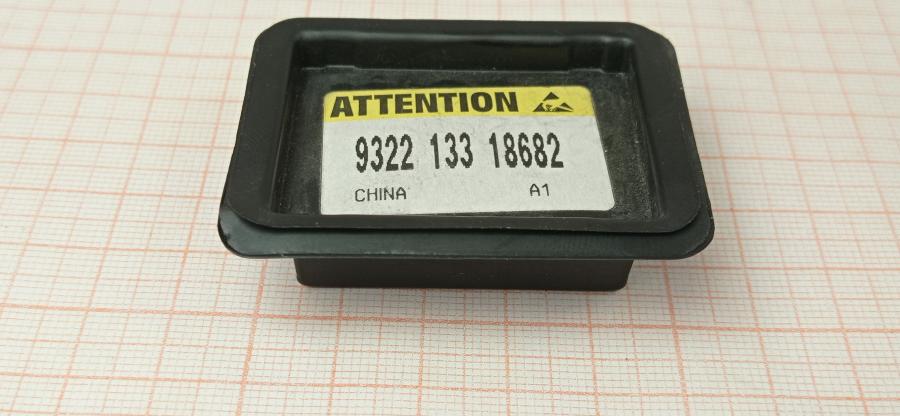 ATTENTION
9322 133 18682
CHINA A1